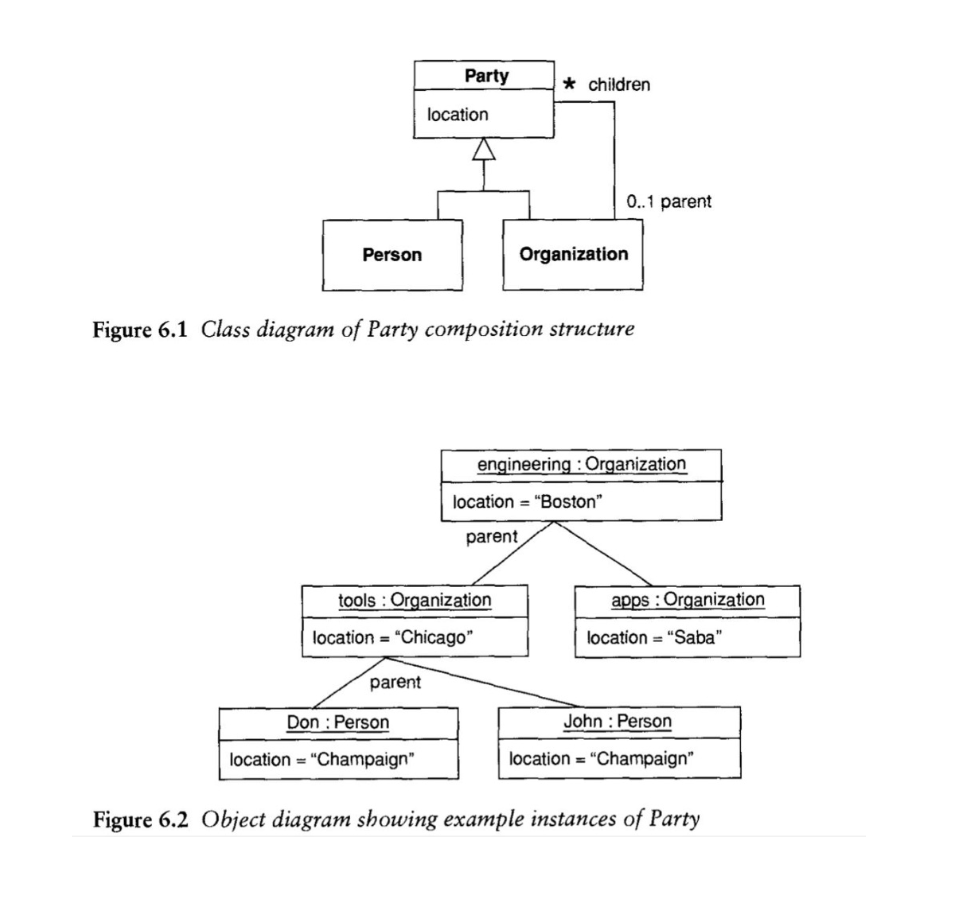 Party
* children
location
0..1 parent
Person
Organization
Figure 6.1 Class diagram of Party composition structure
engineering : Organization
location = “Boston”
parent
tools : Organization
apps : Organization
location = “Chicago”
location = “Saba”
parent
Don : Person
John : Person
location = “Champaign”
location = “Champaign”
Figure 6.2 Object diagram showing example instances of Party